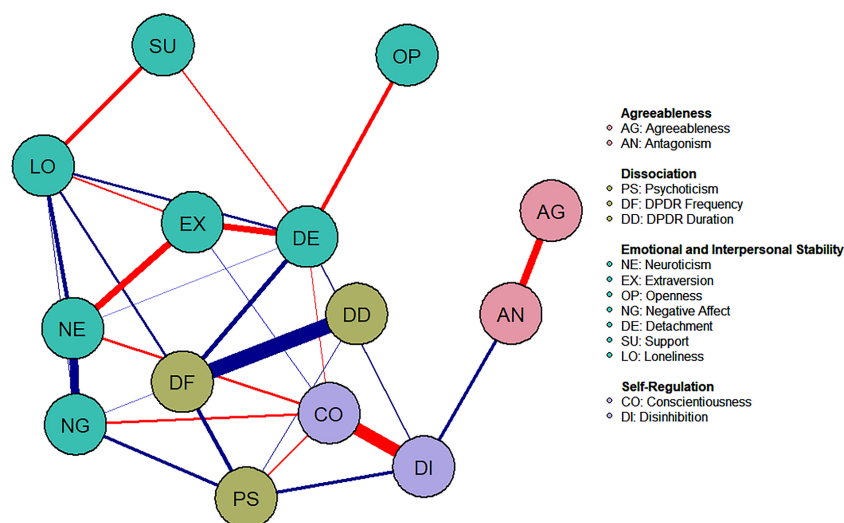 SU
OP
LO
EX
DE
AG
NE
DD
AN
DF
NG
CO
DI
PS
Agreeableness
AG: Agreeableness
AN: Antagonism
Dissociation
PS: Psychoticism
DF: DPDR Frequency
DD: DPDR Duration
Emotional and Interpersonal Stability
NE: Neuroticism
EX: Extraversion
OP: Openness
NG: Negative Affect
DE: Detachment
SU: Support
LO: Loneliness
Self-Regulation
CO: Conscientiousness
DI: Disinhibition